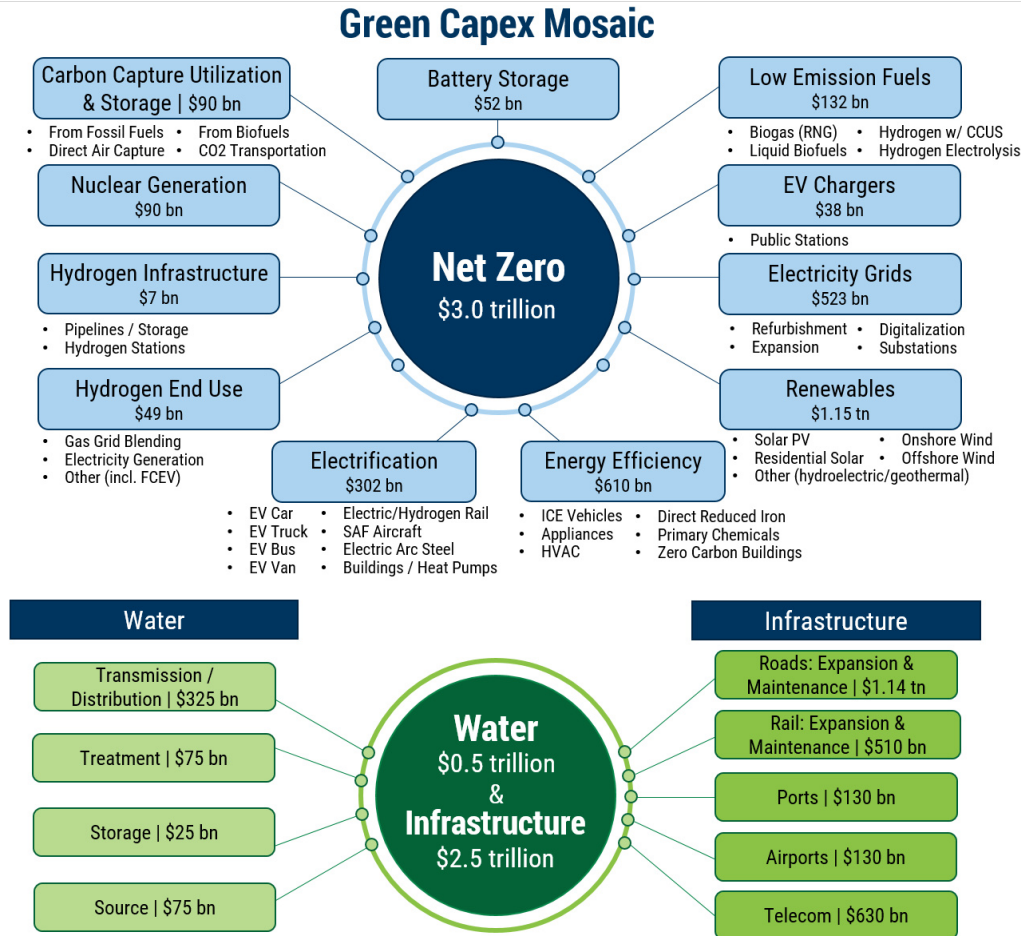 Green Capex Mosaic
Carbon Capture Utilization
& Storage | $90 bn
• From Fossil Fuels • From Biofuels
• Direct Air Capture • CO2 Transportation
Battery Storage
$52 bn
Low Emission Fuels
$132 bn
• Biogas (RNG) • Hydrogen w/ CCUS
• Liquid Biofuels • Hydrogen Electrolysis
Nuclear Generation
$90 bn
EV Chargers
$38 bn
• Public Stations
Net Zero
$3.0 trillion
Hydrogen Infrastructure
$7 bn
• Pipelines / Storage
• Hydrogen Stations
Electricity Grids
$523 bn
• Refurbishment • Digitalization
• Expansion • Substations
Hydrogen End Use
$49 bn
• Gas Grid Blending
• Electricity Generation
• Other (incl. FCEV)
Renewables
$1.15 tn
• Solar PV • Onshore Wind
• Residential Solar • Offshore Wind
• Other (hydroelectric/geothermal)
Electrification
$302 bn
• EV Car • Electric/Hydrogen Rail
• EV Truck • SAF Aircraft
• EV Bus • Electric Arc Steel
• EV Van • Buildings / Heat Pumps
Energy Efficiency
$610 bn
• ICE Vehicles • Direct Reduced Iron
• Appliances • Primary Chemicals
• HVAC • Zero Carbon Buildings
Water
Transmission /
Distribution | $325 bn
Treatment | $75 bn
Storage | $25 bn
Source | $75 bn
Water
$0.5 trillion
&
Infrastructure
$2.5 trillion
Infrastructure
Roads: Expansion &
Maintenance | $1.14 tn
Rail: Expansion &
Maintenance | $510 bn
Ports | $130 bn
Airports | $130 bn
Telecom | $630 bn